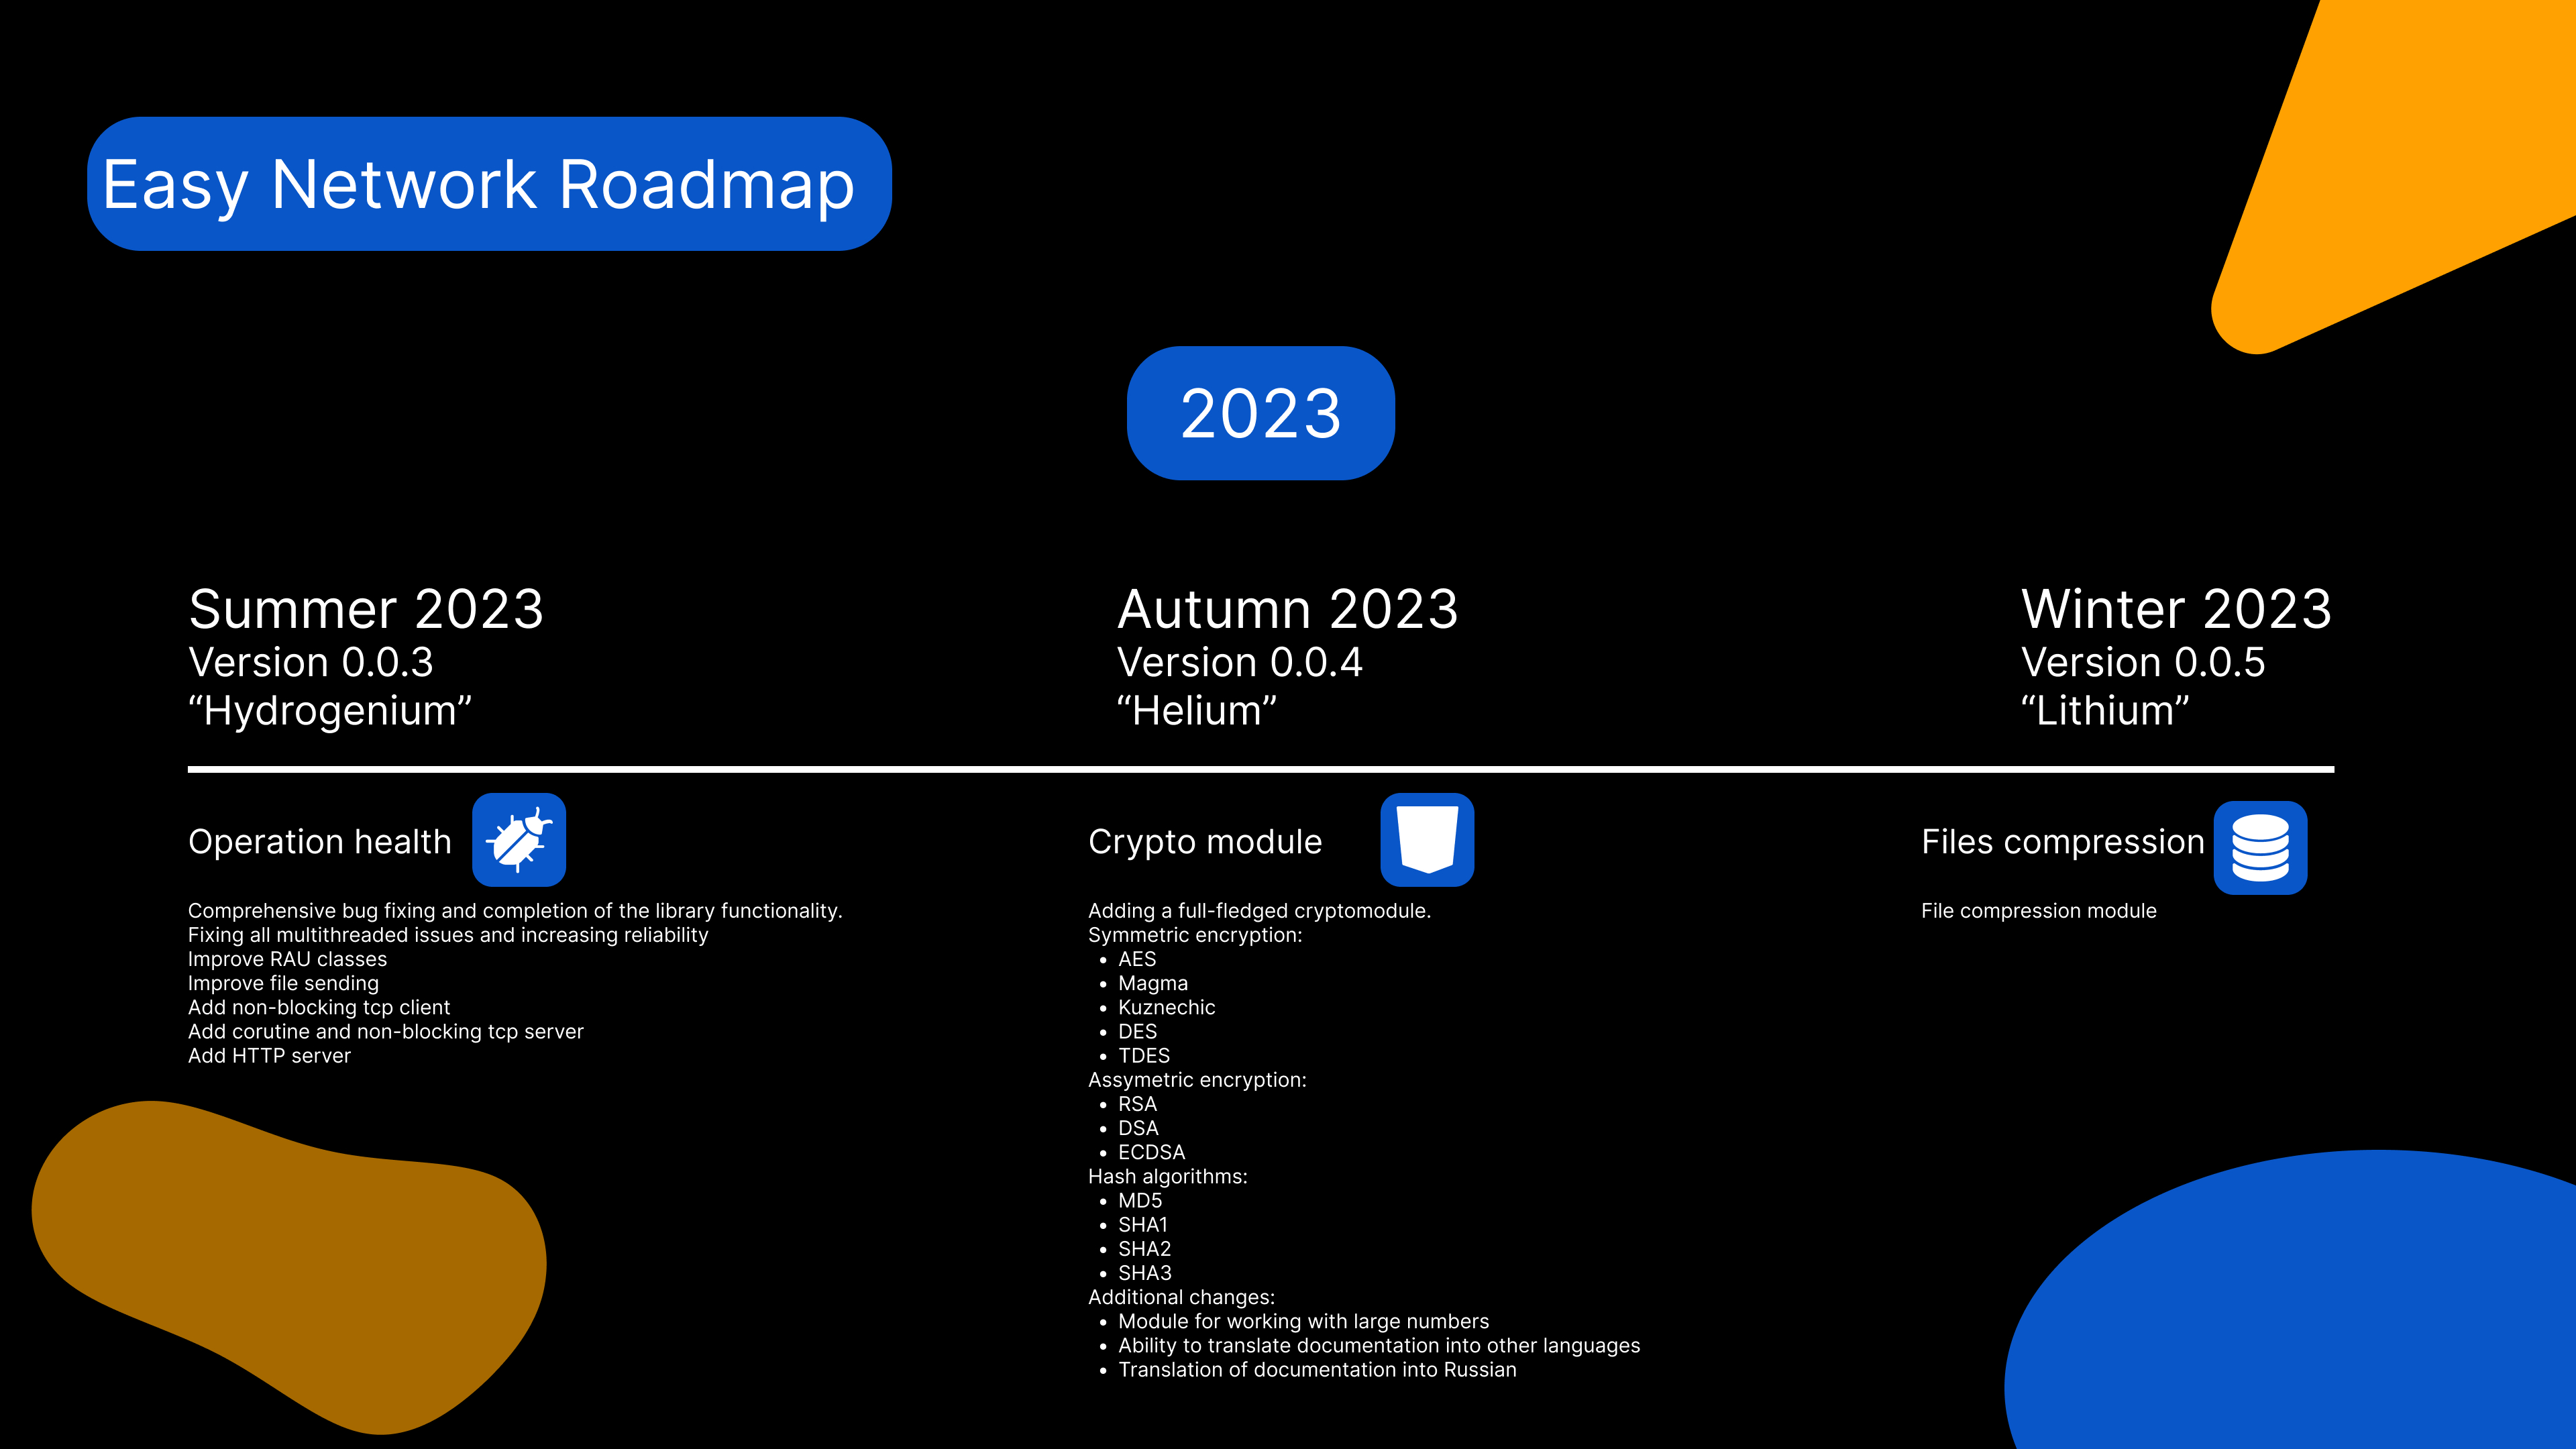 Easy Network Roadmap
2023
Summer 2023
Version 0.0.3
“Hydrogenium”
Autumn 2023
Version 0.0.4
“Helium”
Winter 2023
Version 0.0.5
“Lithium”
Operation health
Comprehensive bug fixing and completion of the library functionality.
Fixing all multithreaded issues and increasing reliability
Improve RAU classes
Improve file sending
Add non-blocking tcp client
Add corutine and non-blocking tcp server
Add HTTP server
Crypto module
Adding a full-fledged cryptomodule.
Symmetric encryption:
• AES
• Magma
• Kuznechic
• DES
• TDES
Assymetric encryption:
• RSA
• DSA
• ECDSA
Hash algorithms:
• MD5
• SHA1
• SHA2
• SHA3
Additional changes:
• Module for working with large numbers
• Ability to translate documentation into other languages
• Translation of documentation into Russian
Files compression
File compression module